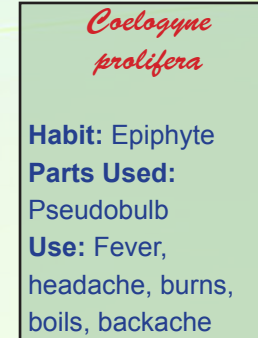 Coelogyne
prolifera
Habit: Epiphyte
Parts Used:
Pseudobulb
Use: Fever,
headache, burns,
boils, backache